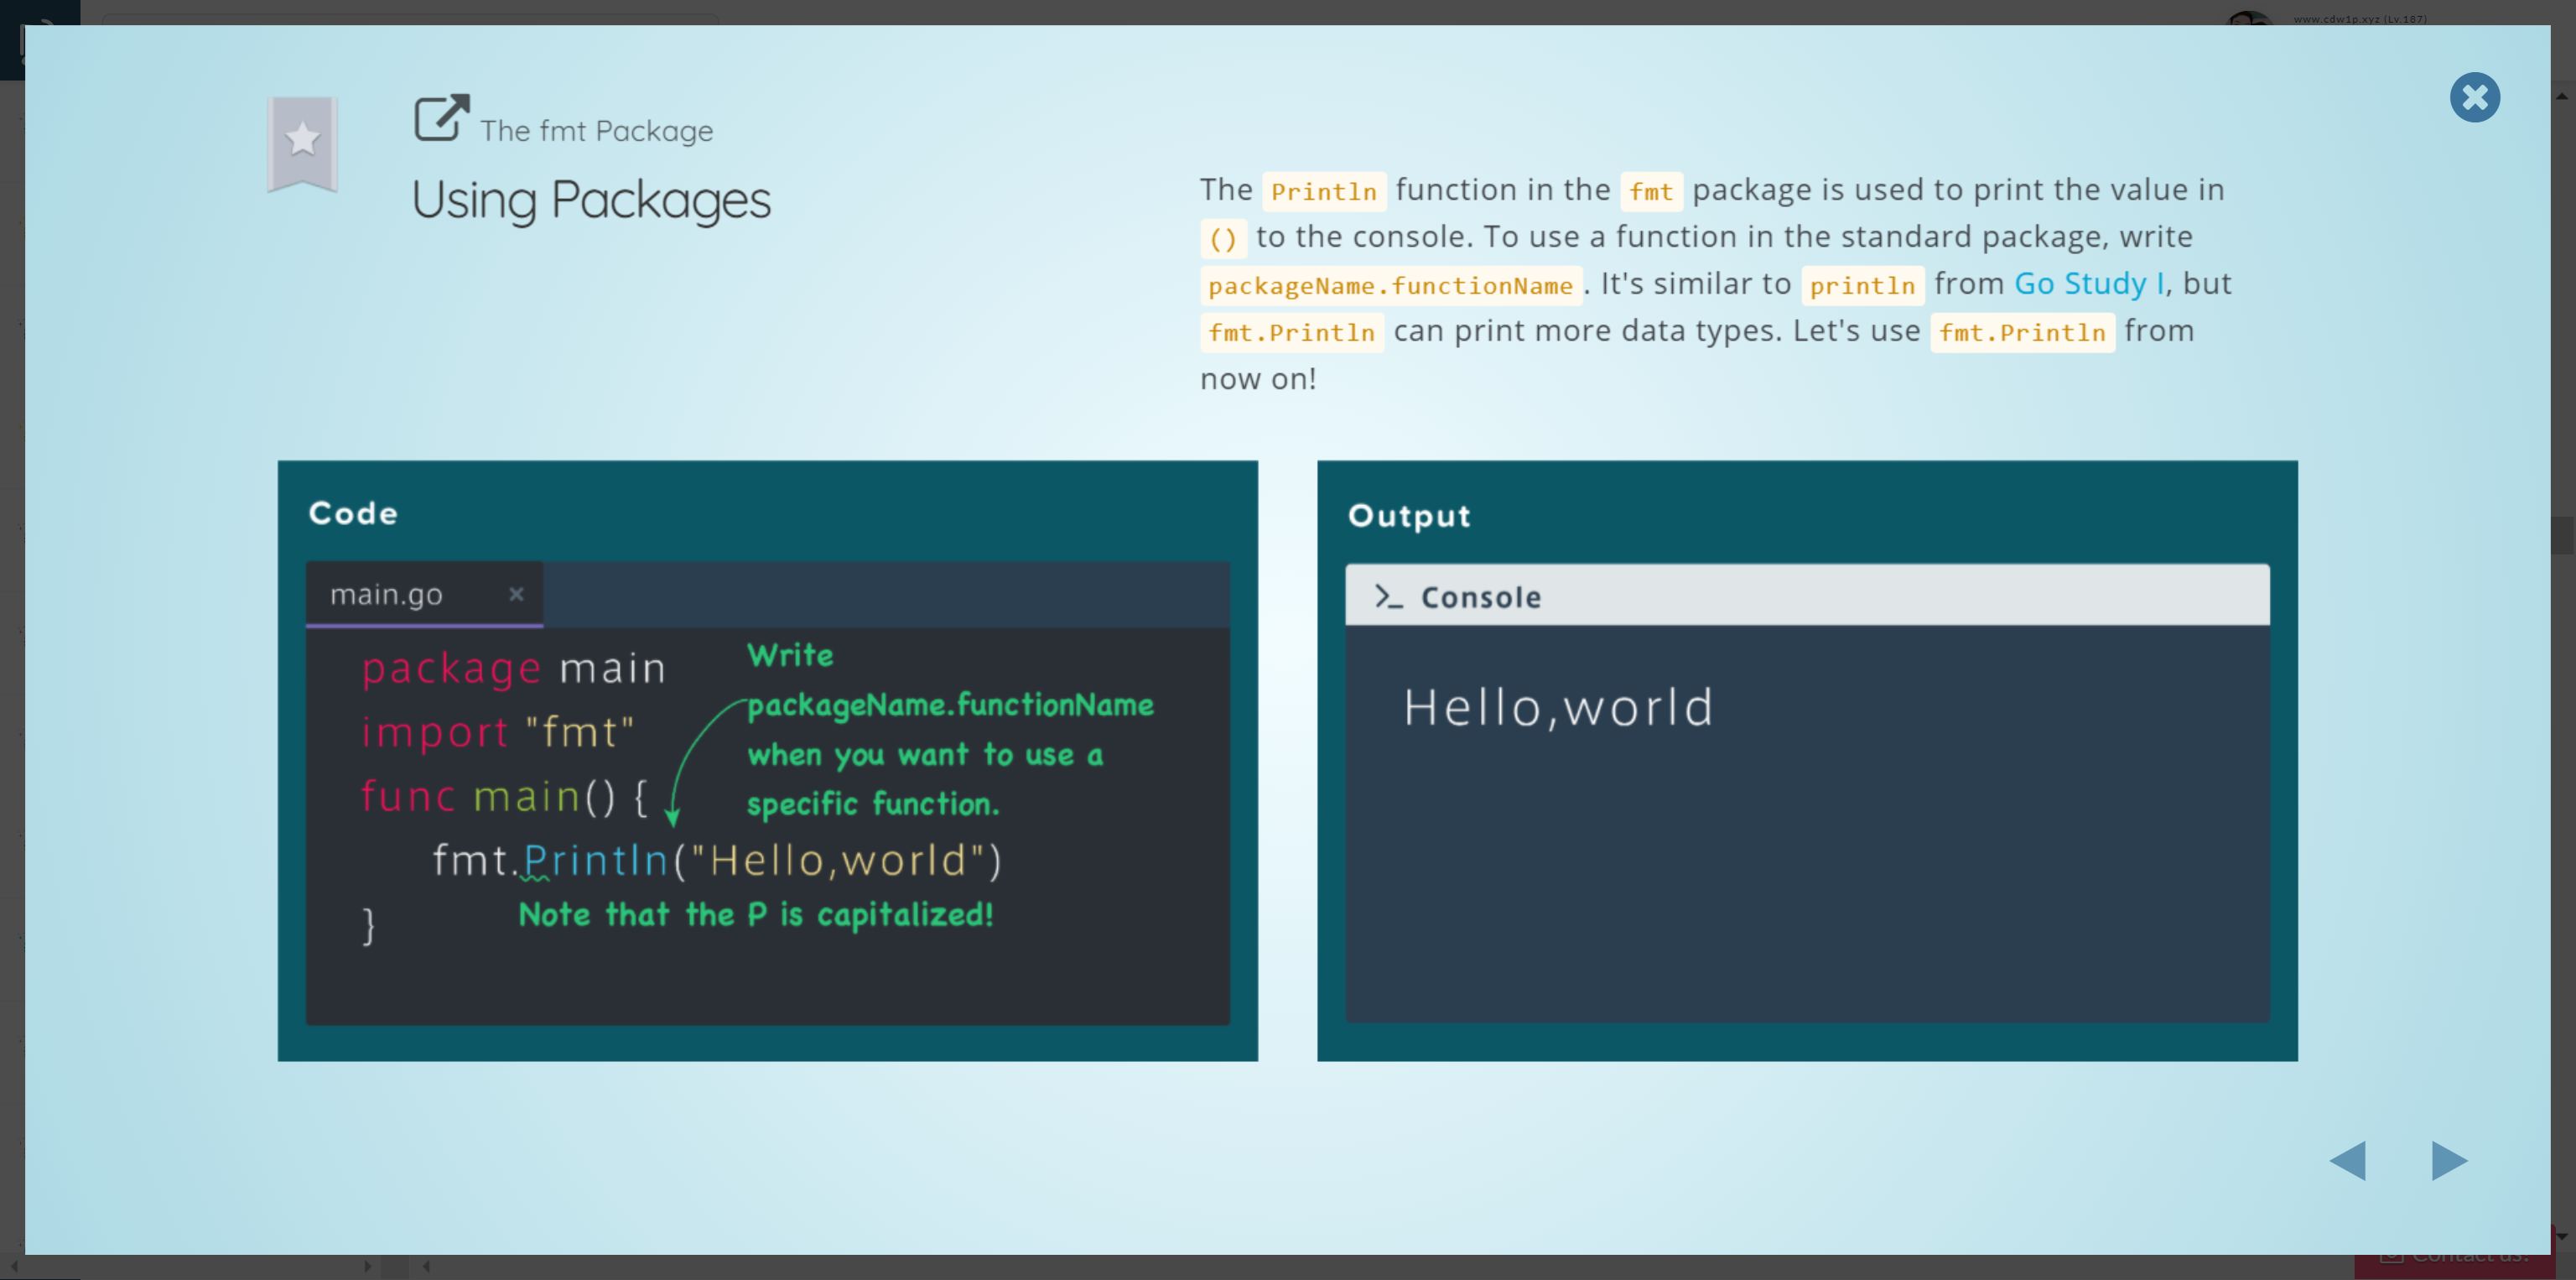 www.cdw1p.xyz (Lv.187)
The fmt Package
Using Packages
The Println function in the fmt package is used to print the value in
() to the console. To use a function in the standard package, write
packageName.functionName . It's similar to println from Go Study I, but
fmt.Println can print more data types. Let's use fmt.Println from
now on!
Code
main.go
package main
import "fmt"
func main() {
fmt.Println("Hello,world")
}
Write
packageName.functionName
when you want to use a
specific function.
Note that the P is capitalized!
Output
>_ Console
Hello,world
Contact us!